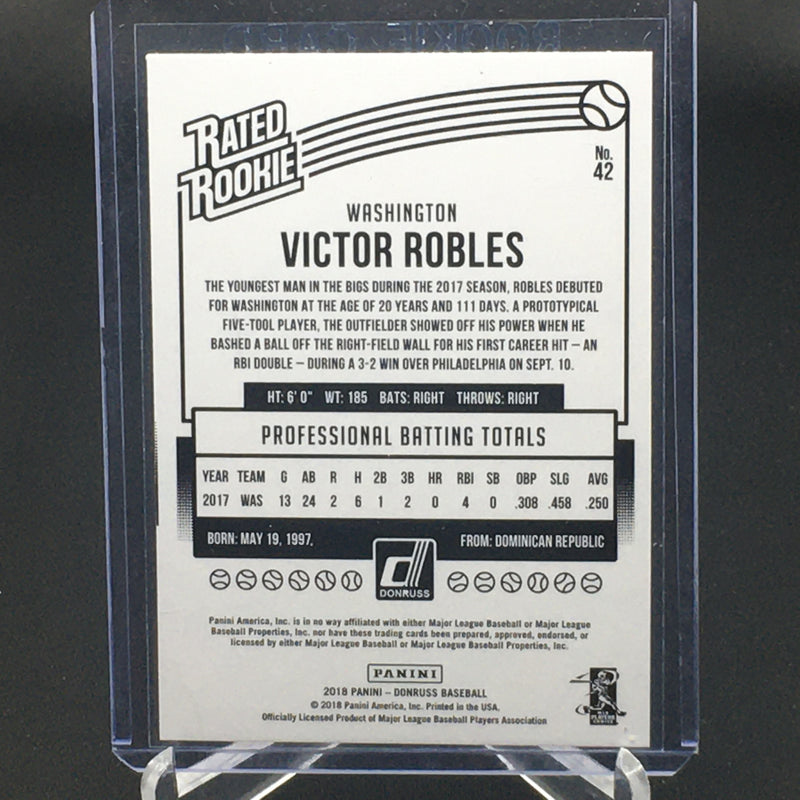 ROOKIE CARD
RATED
ROOKIE
No.
42
WASHINGTON
VICTOR ROBLES
THE YOUNGEST MAN IN THE BIGS DURING THE 2017 SEASON, ROBLES DEBUTED
FOR WASHINGTON AT THE AGE OF 20 YEARS AND 111 DAYS. A PROTOTYPICAL
FIVE-TOOL PLAYER, THE OUTFIELDER SHOWED OFF HIS POWER WHEN HE
BASHED A BALL OFF THE RIGHT-FIELD WALL FOR HIS FIRST CAREER HIT – AN
RBI DOUBLE – DURING A 3-2 WIN OVER PHILADELPHIA ON SEPT. 10.
HT: 6' 0" WT: 185 BATS: RIGHT THROWS: RIGHT
PROFESSIONAL BATTING TOTALS
YEAR TEAM G AB R H 2B 3B HR RBI SB OBP SLG AVG
2017 WAS 13 24 2 6 1 2 0 4 0 .308 .458 .250
BORN: MAY 19, 1997. FROM: DOMINICAN REPUBLIC
d
DONRUSS
Panini America, Inc. is in no way affiliated with either Major League Baseball or Major League
Baseball Properties, Inc. nor have these trading cards been prepared, approved, endorsed, or
licensed by either Major League Baseball or Major League Baseball Properties, Inc.
PANINI
2018 PANINI – DONRUSS BASEBALL
© 2018 Panini America, Inc. Printed in the USA.
Officially Licensed Product of Major League Baseball Players Association
PLAYERS
CHOICE